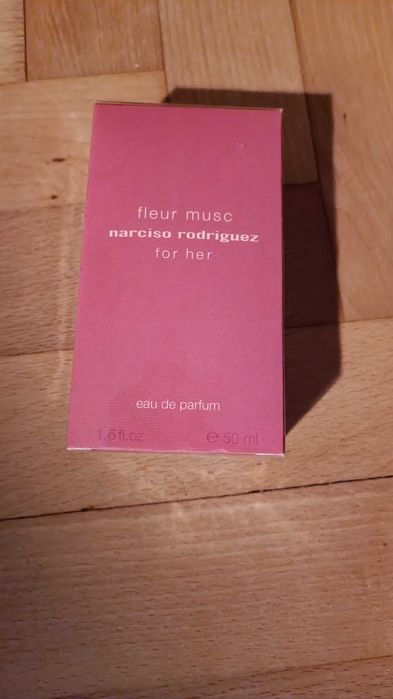 fleur musc
narciso rodriguez
for her
eau de parfum
1.6 fl.oz. ℮ 50 ml